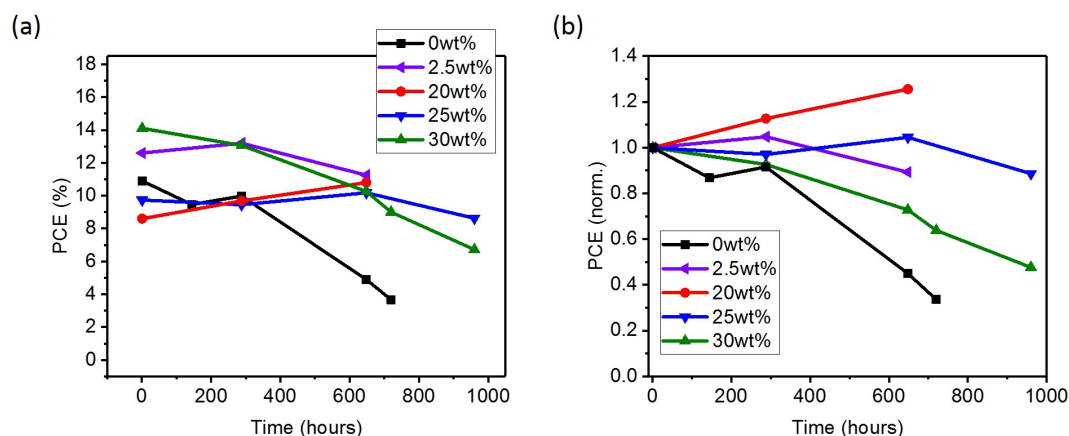 (a)
PCE (%)
18
16
14
12
10
8
6
4
2
0
0 200 400 600 800 1000
Time (hours)
0wt%
2.5wt%
20wt%
25wt%
30wt%
(b)
PCE (norm.)
1.4
1.2
1.0
0.8
0.6
0.4
0.2
0.0
0 200 400 600 800 1000
Time (hours)
0wt%
2.5wt%
20wt%
25wt%
30wt%